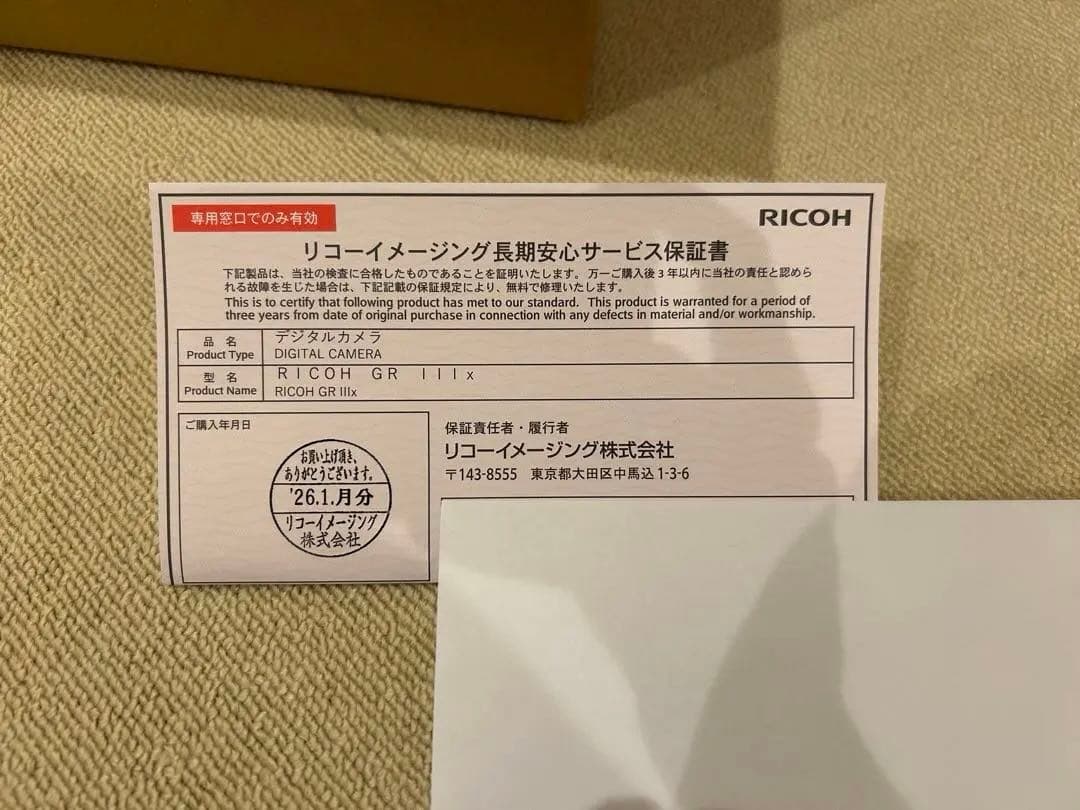 専用窓口でのみ有効
RICOH
リコーイメージング長期安心サービス保証書
下記製品は、当社の検査に合格したものであることを証明いたします。万一ご購入後3年以内に当社の責任と認めら
れる故障を生じた場合は、下記記載の保証規定により、無料で修理いたします。
This is to certify that following product has met to our standard. This product is warranted for a period of
three years from date of original purchase in connection with any defects in material and/or workmanship.
品 名
Product Type
デジタルカメラ
DIGITAL CAMERA
型 名
Product Name
RICOH GR IIIx
RICOH GR IIIx
ご購入年月日
お買い上げ頂き、
ありがとうございます。
'26.1.月分
リコーイメージング
株式会社
保証責任者・履行者
リコーイメージング株式会社
〒143-8555 東京都大田区中馬込1-3-6